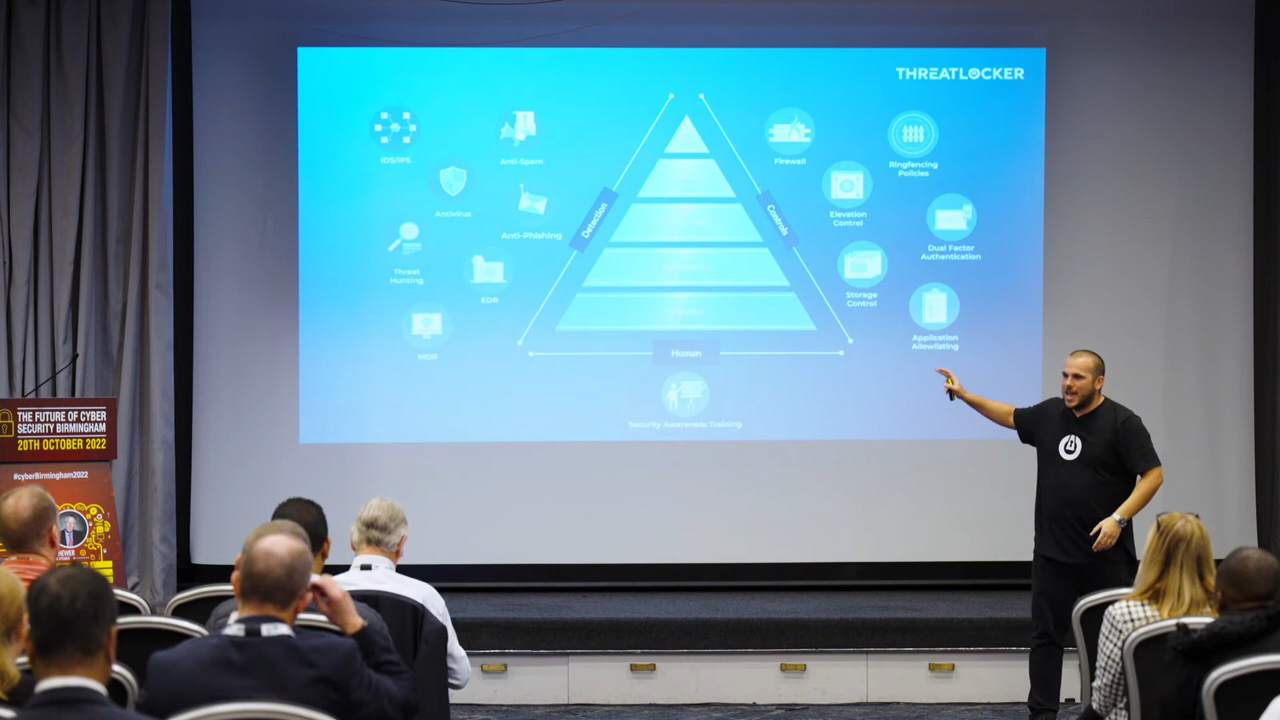 THREATLOCKER
IDS/IPS
Anti-Spam
Antivirus
Anti-Phishing
Threat
Hunting
EDR
MDR
Detection
Controls
Human
Security Awareness Training
Firewall
Ringfencing
Policies
Elevation
Control
Dual Factor
Authentication
Storage
Control
Application
Allowlisting
THE FUTURE OF CYBER
SECURITY BIRMINGHAM
20TH OCTOBER 2022
#cyberBirmingham2022
HEWER